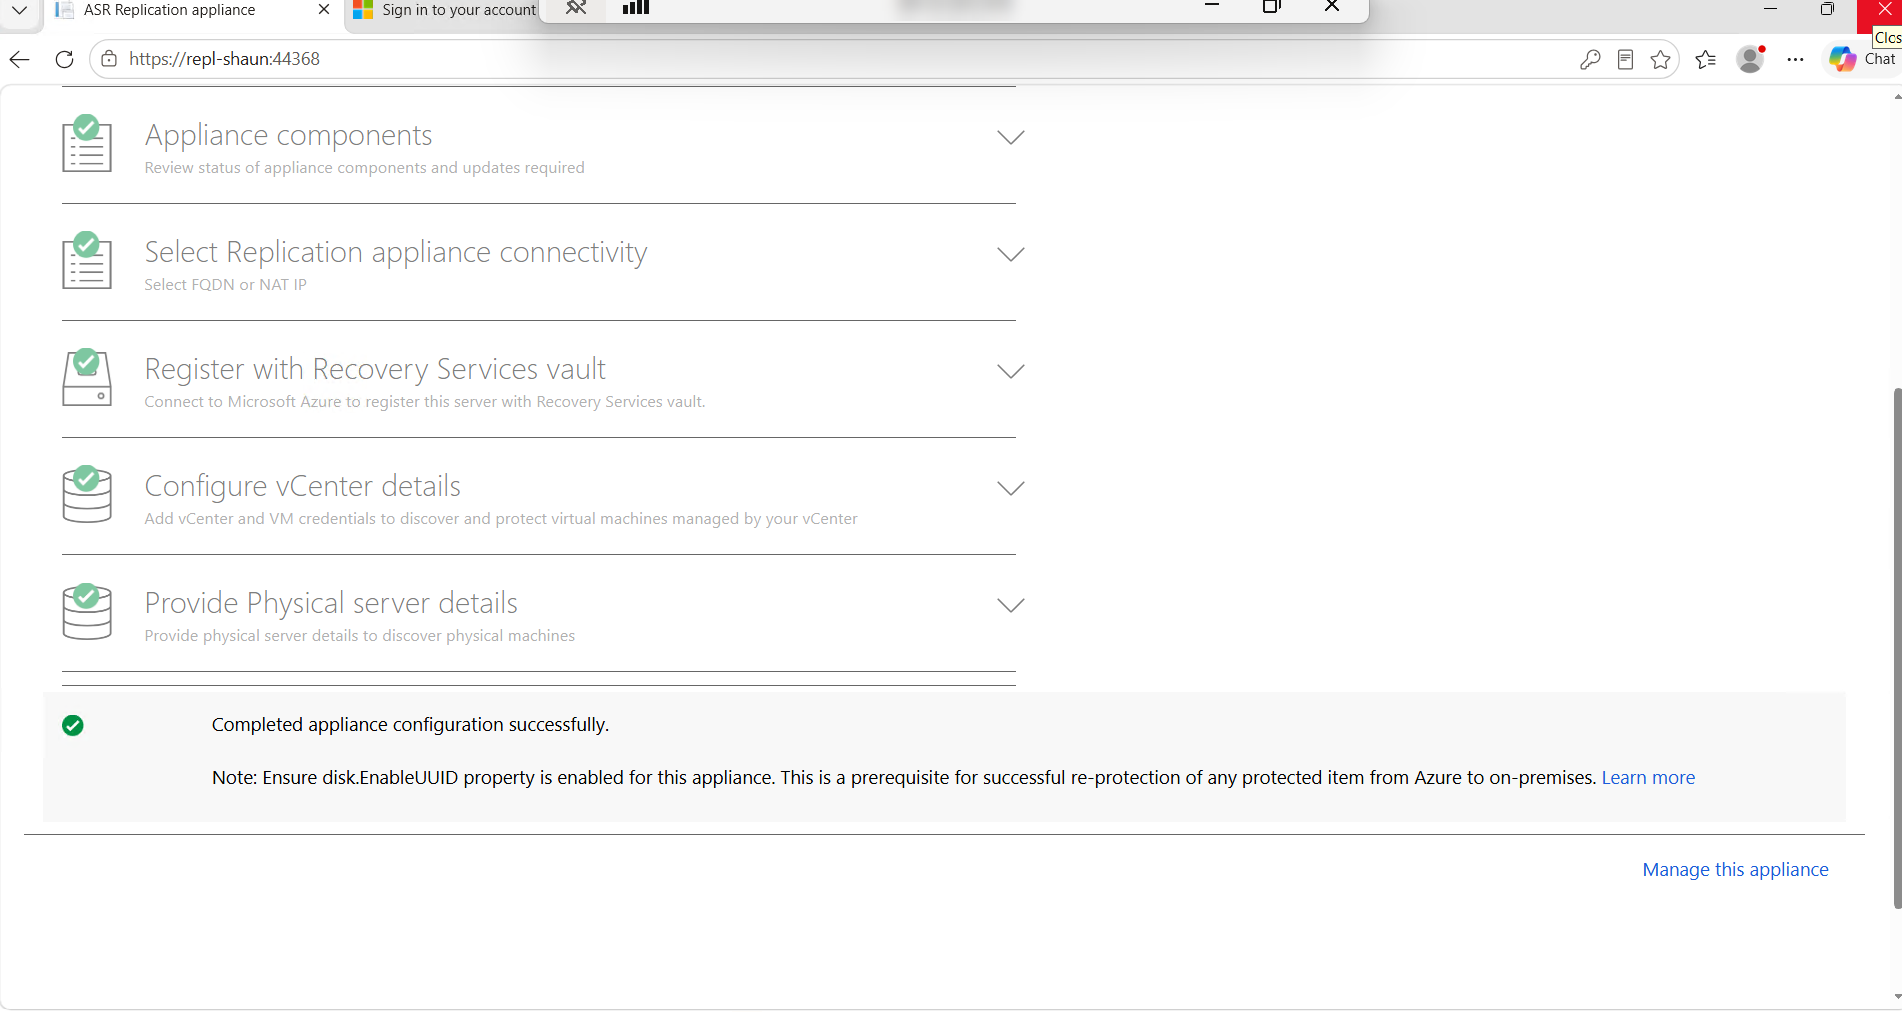 ASR Replication appliance
Sign in to your account
https://repl-shaun:44368
Chat
Appliance components
Review status of appliance components and updates required
Select Replication appliance connectivity
Select FQDN or NAT IP
Register with Recovery Services vault
Connect to Microsoft Azure to register this server with Recovery Services vault.
Configure vCenter details
Add vCenter and VM credentials to discover and protect virtual machines managed by your vCenter
Provide Physical server details
Provide physical server details to discover physical machines
Completed appliance configuration successfully.
Note: Ensure disk.EnableUUID property is enabled for this appliance. This is a prerequisite for successful re-protection of any protected item from Azure to on-premises. Learn more
Manage this appliance